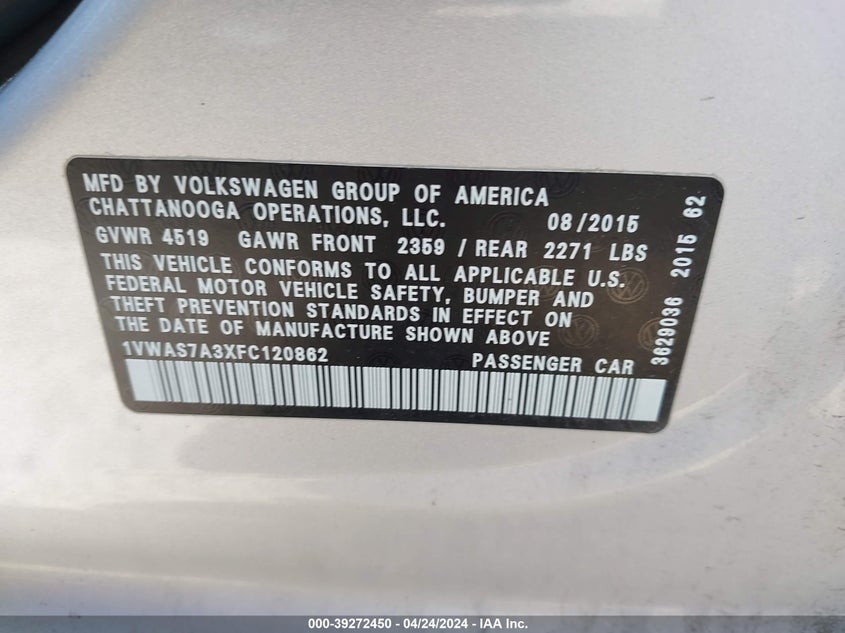 MFD BY VOLKSWAGEN GROUP OF AMERICA
CHATTANOOGA OPERATIONS, LLC. 08/2015
GVWR 4519 GAWR FRONT 2359 / REAR 2271 LBS
THIS VEHICLE CONFORMS TO ALL APPLICABLE U.S.
FEDERAL MOTOR VEHICLE SAFETY, BUMPER AND
THEFT PREVENTION STANDARDS IN EFFECT ON
THE DATE OF MANUFACTURE SHOWN ABOVE
1VWAS7A3XFC120862 PASSENGER CAR
3629036 2015 62
000-39272450 - 04/24/2024 - IAA Inc.